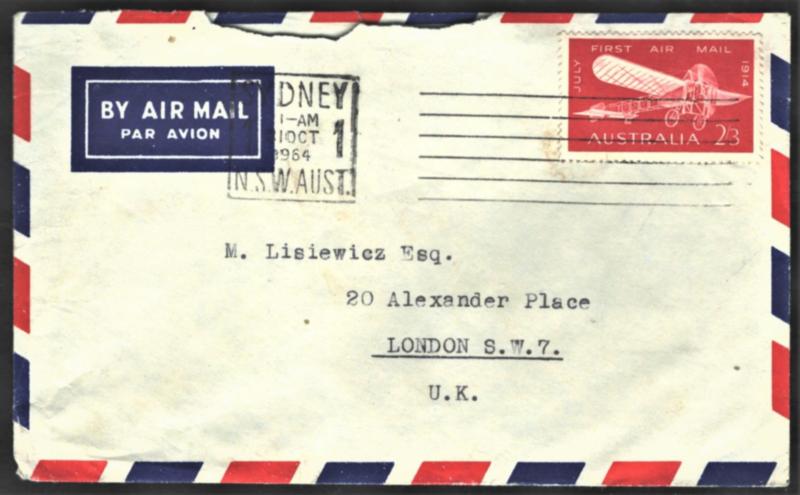 JULY FIRST AIR MAIL 1914
AUSTRALIA 2/3
BY AIR MAIL
PAR AVION
SYDNEY
1-AM
OCT 1
1964
N.S.W. AUST.
M. Lisiewicz Esq.
20 Alexander Place
LONDON S.W.7.
U.K.